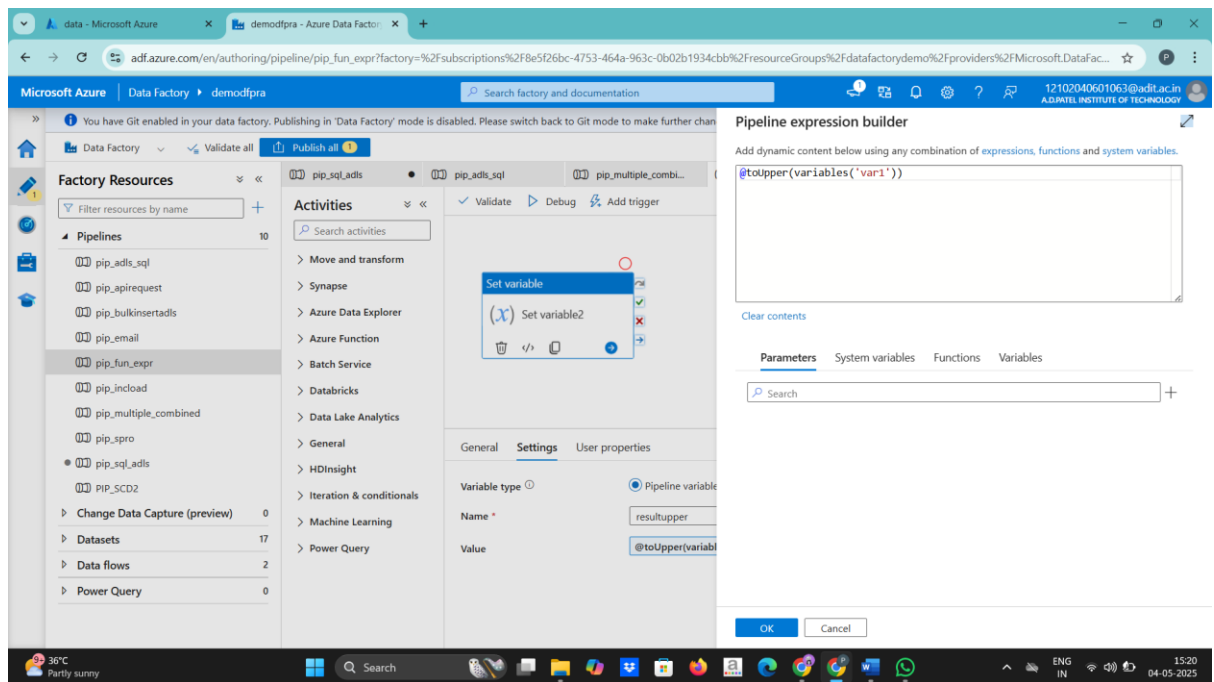 data - Microsoft Azure
demodfpra - Azure Data Factor
adf.azure.com/en/authoring/pipeline/pip_fun_expr?factory=%2Fsubscriptions%2F8e5f26bc-4753-464a-963c-0b02b1934cbb%2FresourceGroups%2Fdatafactorydemo%2Fproviders%2FMicrosoft.DataFac...
P
Microsoft Azure
Data Factory
demodfpra
Search factory and documentation
1
12102040601063@adit.ac.in
A.D.PATEL INSTITUTE OF TECHNOLOGY
You have Git enabled in your data factory. Publishing in 'Data Factory' mode is disabled. Please switch back to Git mode to make further chan
Data Factory
Validate all
Publish all 1
1
Factory Resources
Filter resources by name
Pipelines 10
pip_adls_sql
pip_apirequest
pip_bulkinsertadls
pip_email
pip_fun_expr
pip_incload
pip_multiple_combined
pip_spro
pip_sql_adls
PIP_SCD2
Change Data Capture (preview) 0
Datasets 17
Data flows 2
Power Query 0
pip_sql_adls
pip_adls_sql
pip_multiple_combi...
Activities
Search activities
Move and transform
Synapse
Azure Data Explorer
Azure Function
Batch Service
Databricks
Data Lake Analytics
General
HDInsight
Iteration & conditionals
Machine Learning
Power Query
Validate
Debug
Add trigger
Set variable
(x) Set variable2
General
Settings
User properties
Variable type
Pipeline variable
Name *
resultupper
Value
@toUpper(variabl
Pipeline expression builder
Add dynamic content below using any combination of expressions, functions and system variables.
@toUpper(variables('var1'))
Clear contents
Parameters
System variables
Functions
Variables
Search
OK
Cancel
9+
36°C
Partly sunny
Search
ENG
IN
15:20
04-05-2025